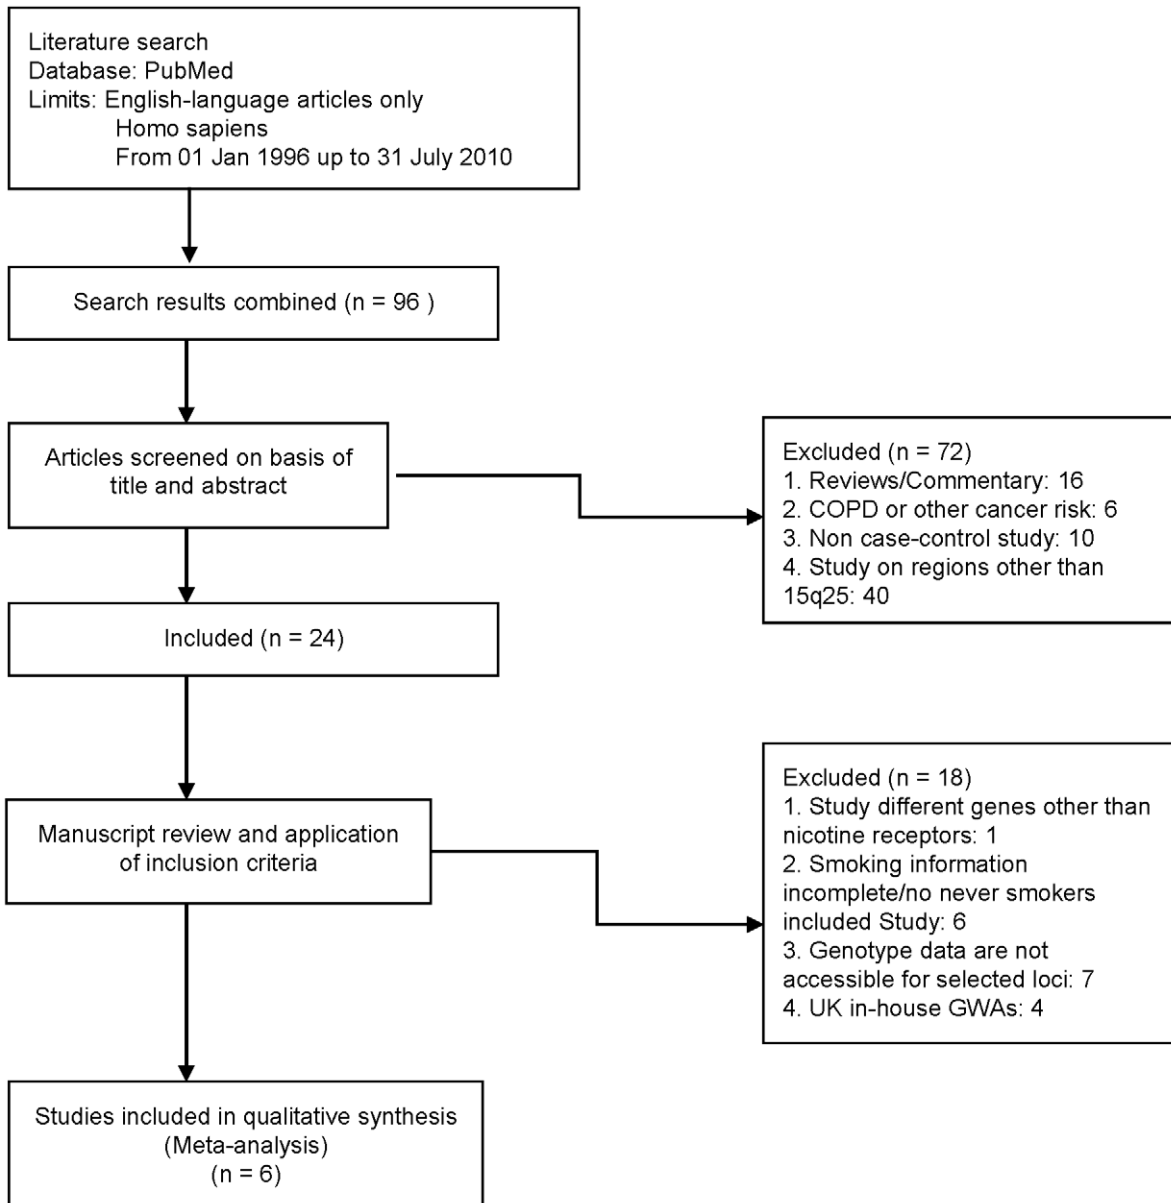 Literature search
Database: PubMed
Limits: English-language articles only
Homo sapiens
From 01 Jan 1996 up to 31 July 2010
Search results combined (n = 96 )
Articles screened on basis of
title and abstract
Excluded (n = 72)
1. Reviews/Commentary: 16
2. COPD or other cancer risk: 6
3. Non case-control study: 10
4. Study on regions other than
15q25: 40
Included (n = 24)
Manuscript review and application
of inclusion criteria
Excluded (n = 18)
1. Study different genes other than
nicotine receptors: 1
2. Smoking information
incomplete/no never smokers
included Study: 6
3. Genotype data are not
accessible for selected loci: 7
4. UK in-house GWAs: 4
Studies included in qualitative synthesis
(Meta-analysis)
(n = 6)